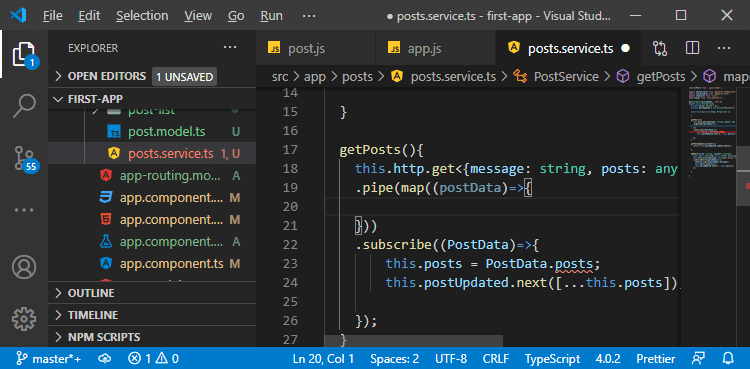 File Edit Selection View Go Run ··· ● posts.service.ts - first-app - Visual Stud...
EXPLORER ···
OPEN EDITORS 1 UNSAVED
FIRST-APP
post-list
post.model.ts U
posts.service.ts 1, U
app-routing.mo... A
app.component.... M
app.component.... M
app.component.... A
app.component.ts M
OUTLINE
TIMELINE
NPM SCRIPTS
1
55
post.js app.js posts.service.ts ●
src > app > posts > posts.service.ts > PostService > getPosts > map
14
15 }
16
17 getPosts(){
18 this.http.get<{message: string, posts: any
19 .pipe(map((postData)=>{
20
21 }))
22 .subscribe((PostData)=>{
23 this.posts = PostData.posts;
24 this.postUpdated.next([...this.posts])
25
26 });
27 }
master*+ 1 0 Ln 20, Col 1 Spaces: 2 UTF-8 CRLF TypeScript 4.0.2 Prettier